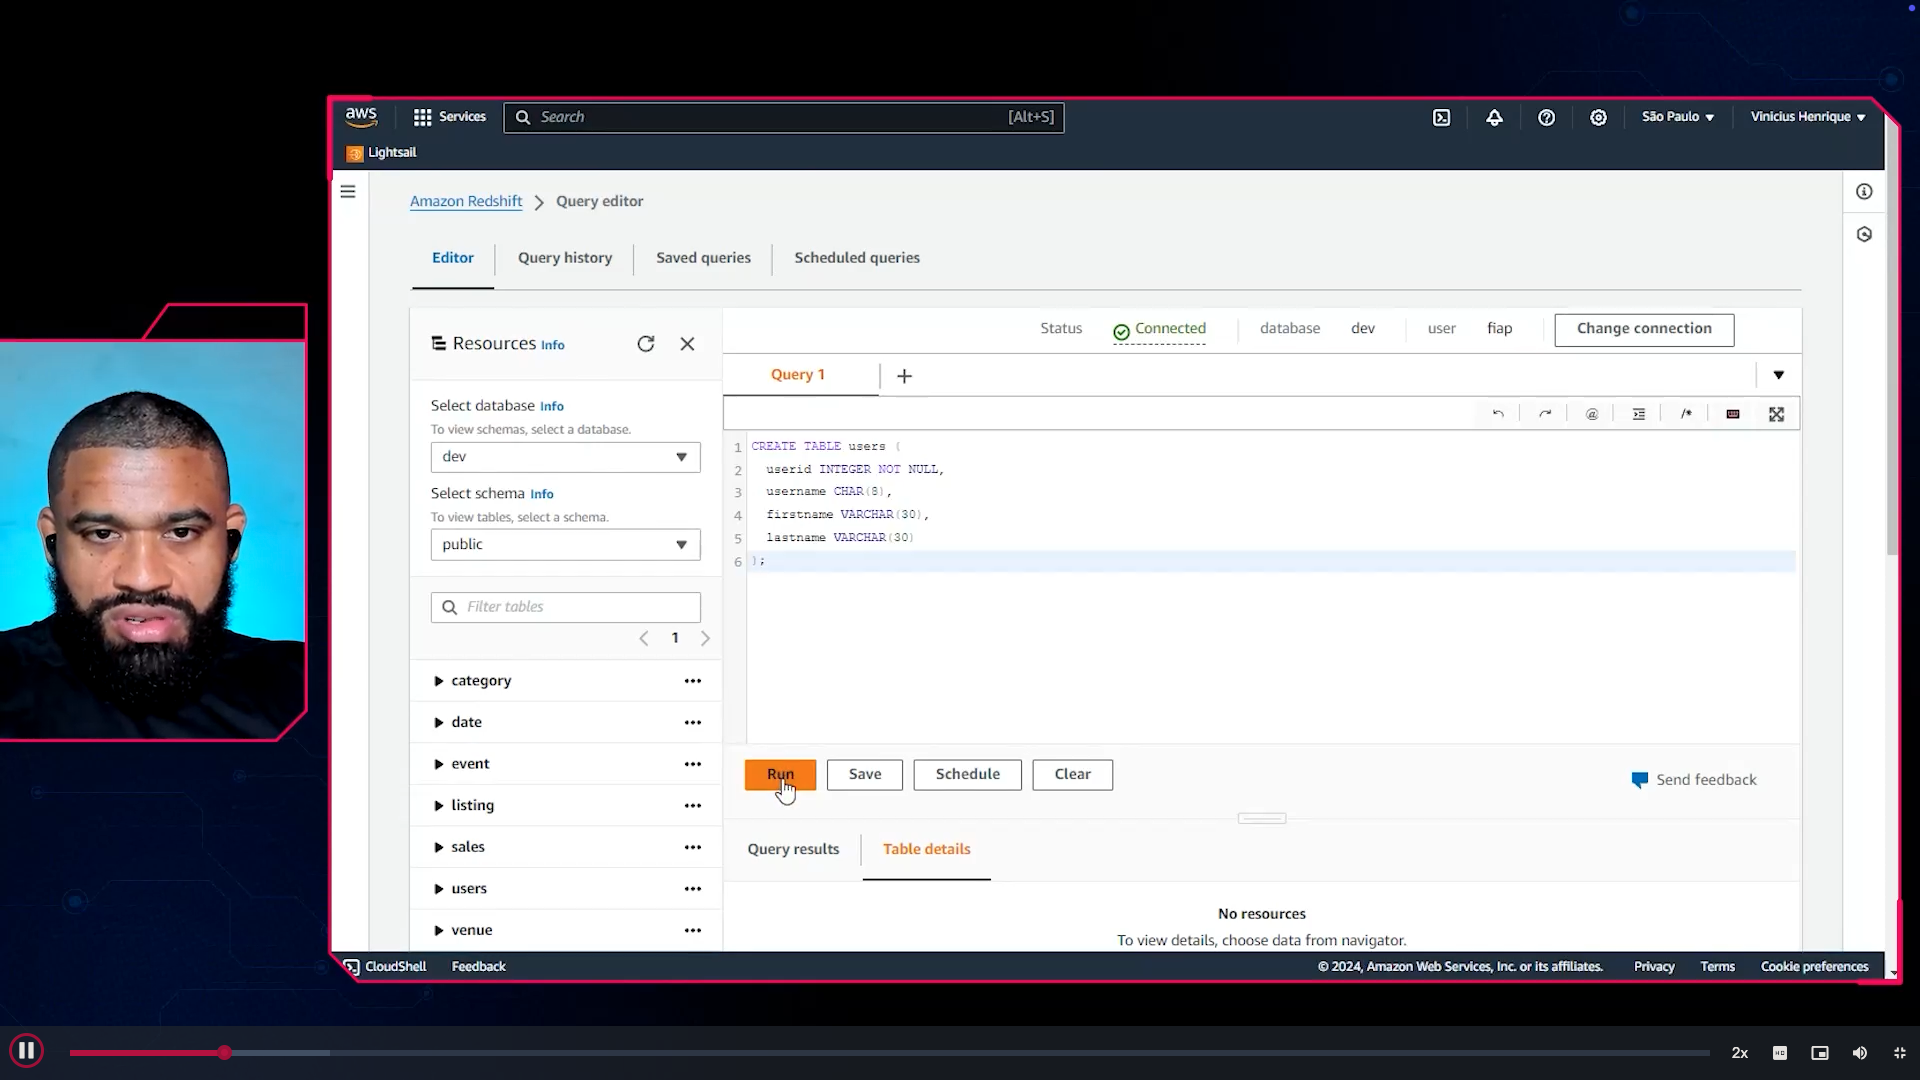 aws
Services
Search
[Alt+S]
São Paulo
Vinicius Henrique
Lightsail
Amazon Redshift
Query editor
Editor
Query history
Saved queries
Scheduled queries
Resources Info
Status
Connected
database
dev
user
fiap
Change connection
Query 1
Select database Info
To view schemas, select a database.
dev
Select schema Info
To view tables, select a schema.
public
Filter tables
1
category
date
event
listing
sales
users
venue
1 CREATE TABLE users (
2 userid INTEGER NOT NULL,
3 username CHAR(8),
4 firstname VARCHAR(30),
5 lastname VARCHAR(30)
6 );
Run
Save
Schedule
Clear
Send feedback
Query results
Table details
No resources
To view details, choose data from navigator.
CloudShell
Feedback
© 2024, Amazon Web Services, Inc. or its affiliates.
Privacy
Terms
Cookie preferences
2x
HD